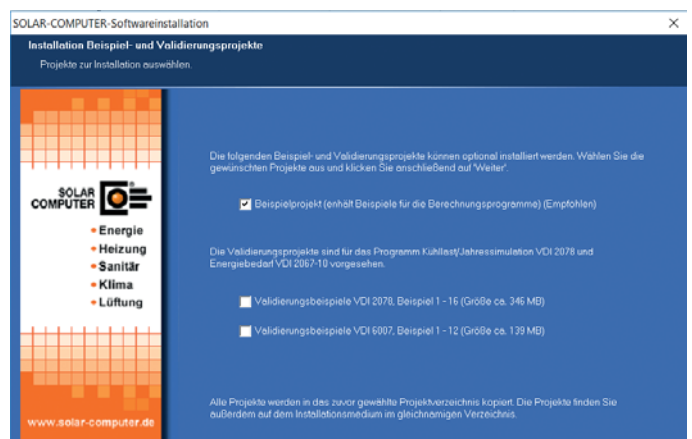 SOLAR-COMPUTER-Softwareinstallation
Installation Beispiel- und Validierungsprojekte
Projekte zur Installation auswählen.
Die folgenden Beispiel- und Validierungsprojekte können optional installiert werden. Wählen Sie die
gewünschten Projekte aus und klicken Sie anschließend auf 'Weiter'.
Beispielprojekt (enhält Beispiele für die Berechnungsprogramme) (Empfohlen)
Die Validierungsprojekte sind für das Programm Kühllast/Jahressimulation VDI 2078 und
Energiebedarf VDI 2067-10 vorgesehen.
Validierungsbeispiele VDI 2078, Beispiel 1 - 16 (Größe ca. 346 MB)
Validierungsbeispiele VDI 6007, Beispiel 1 - 12 (Größe ca. 139 MB)
Alle Projekte werden in das zuvor gewählte Projektverzeichnis kopiert. Die Projekte finden Sie
außerdem auf dem Installationsmedium im gleichnamigen Verzeichnis.
SOLAR
COMPUTER
Energie
Heizung
Sanitär
Klima
Lüftung
www.solar-computer.de